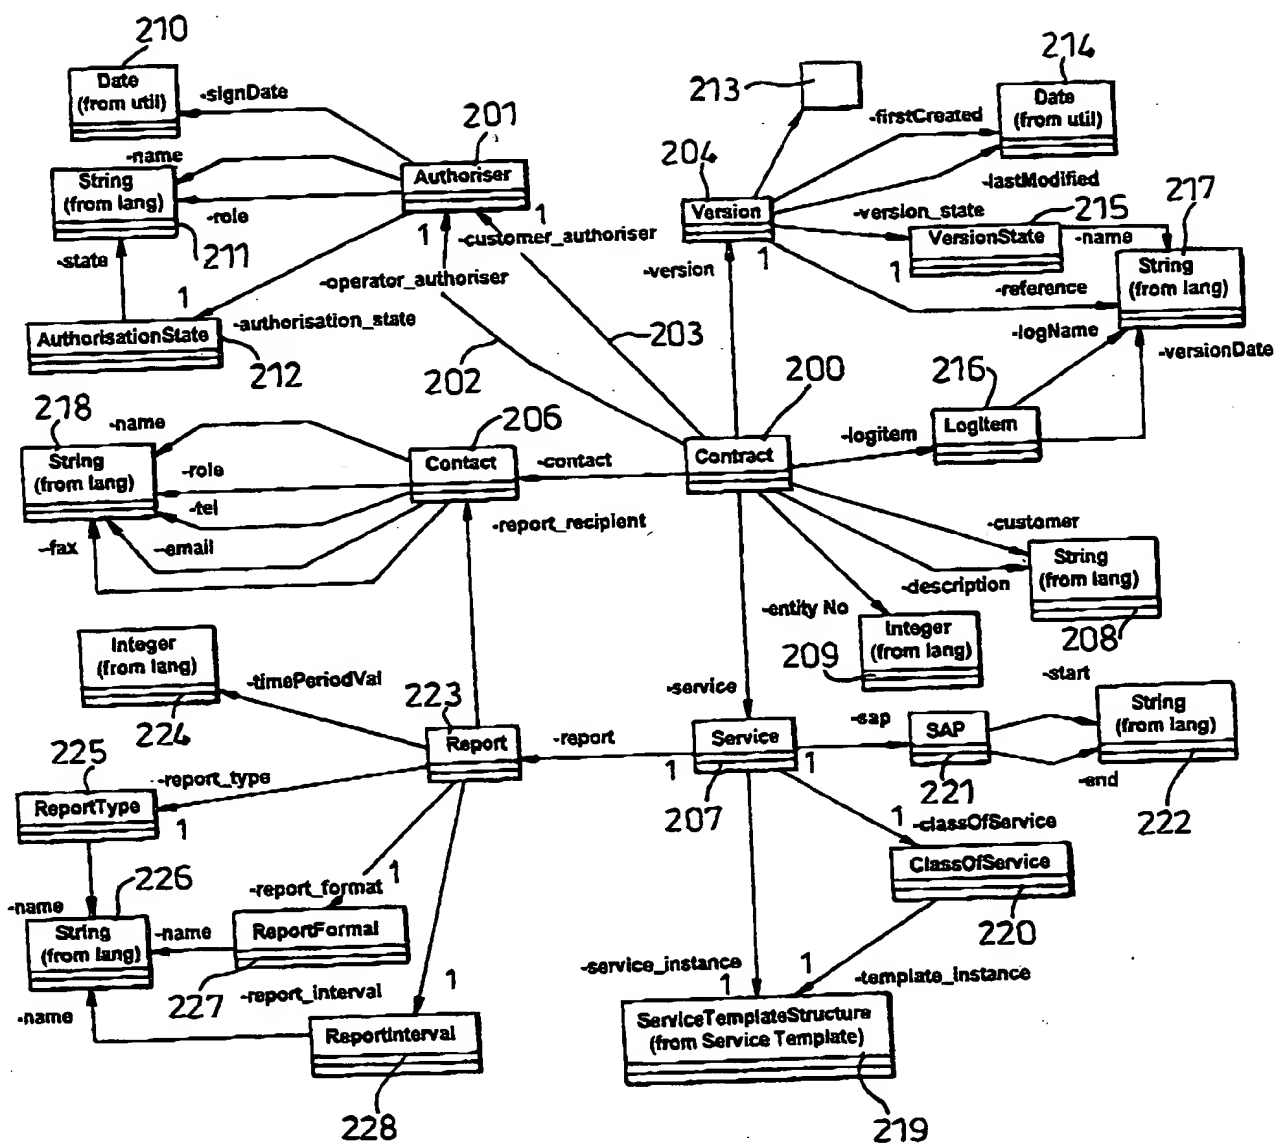 210
Date
(from util)
-signDate
201
Authoriser
-name
String
(from lang)
-role
211
-state
1
-customer_authoriser
1
-operator_authoriser
1
AuthorisationState
-authorisation_state
212
202
203
213
214
Date
(from util)
-firstCreated
-lastModified
204
Version
-version_state
215
217
VersionState
-name
1
1
-version
String
(from lang)
-reference
-logName
-versionDate
216
LogItem
-logitem
200
Contract
218
-name
String
(from lang)
-role
-tel
-fax
-email
206
Contact
-contact
-report_recipient
-customer
String
(from lang)
-description
208
-entity No
Integer
(from lang)
209
Integer
(from lang)
224
-timePeriodVal
223
Report
-report
-service
Service
1
1
207
-sap
SAP
221
-start
String
(from lang)
-end
222
225
-report_type
ReportType
1
226
-name
String
(from lang)
-name
-report_format
1
ReportFormal
227
-report_interval
1
-name
ReportInterval
228
1
-classOfService
ClassOfService
220
-service_instance
1
1
-template_instance
ServiceTemplateStructure
(from Service Template)
219